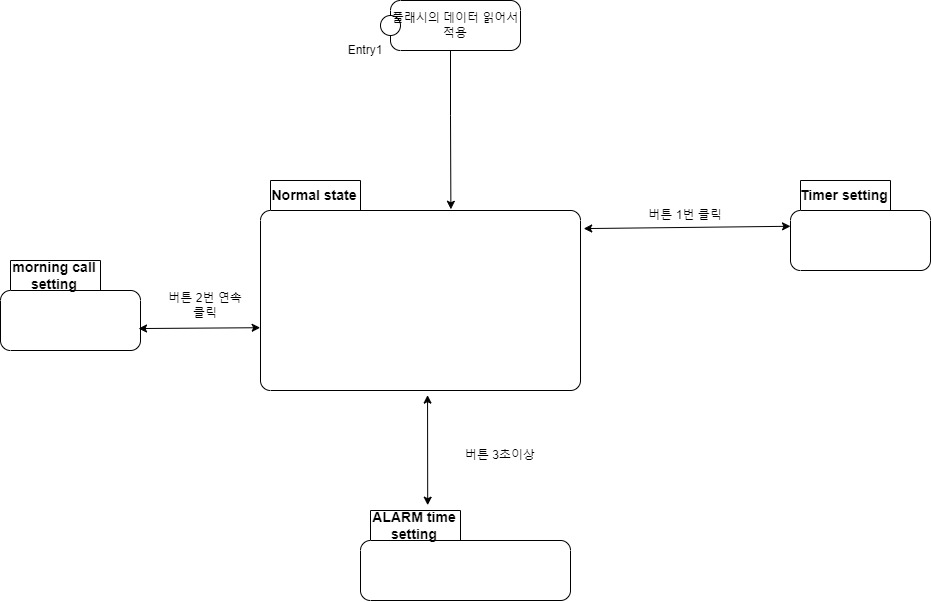 플래시의 데이터 읽어서
적용
Entry1
Normal state
Timer setting
버튼 1번 클릭
morning call
setting
버튼 2번 연속
클릭
버튼 3초이상
ALARM time
setting